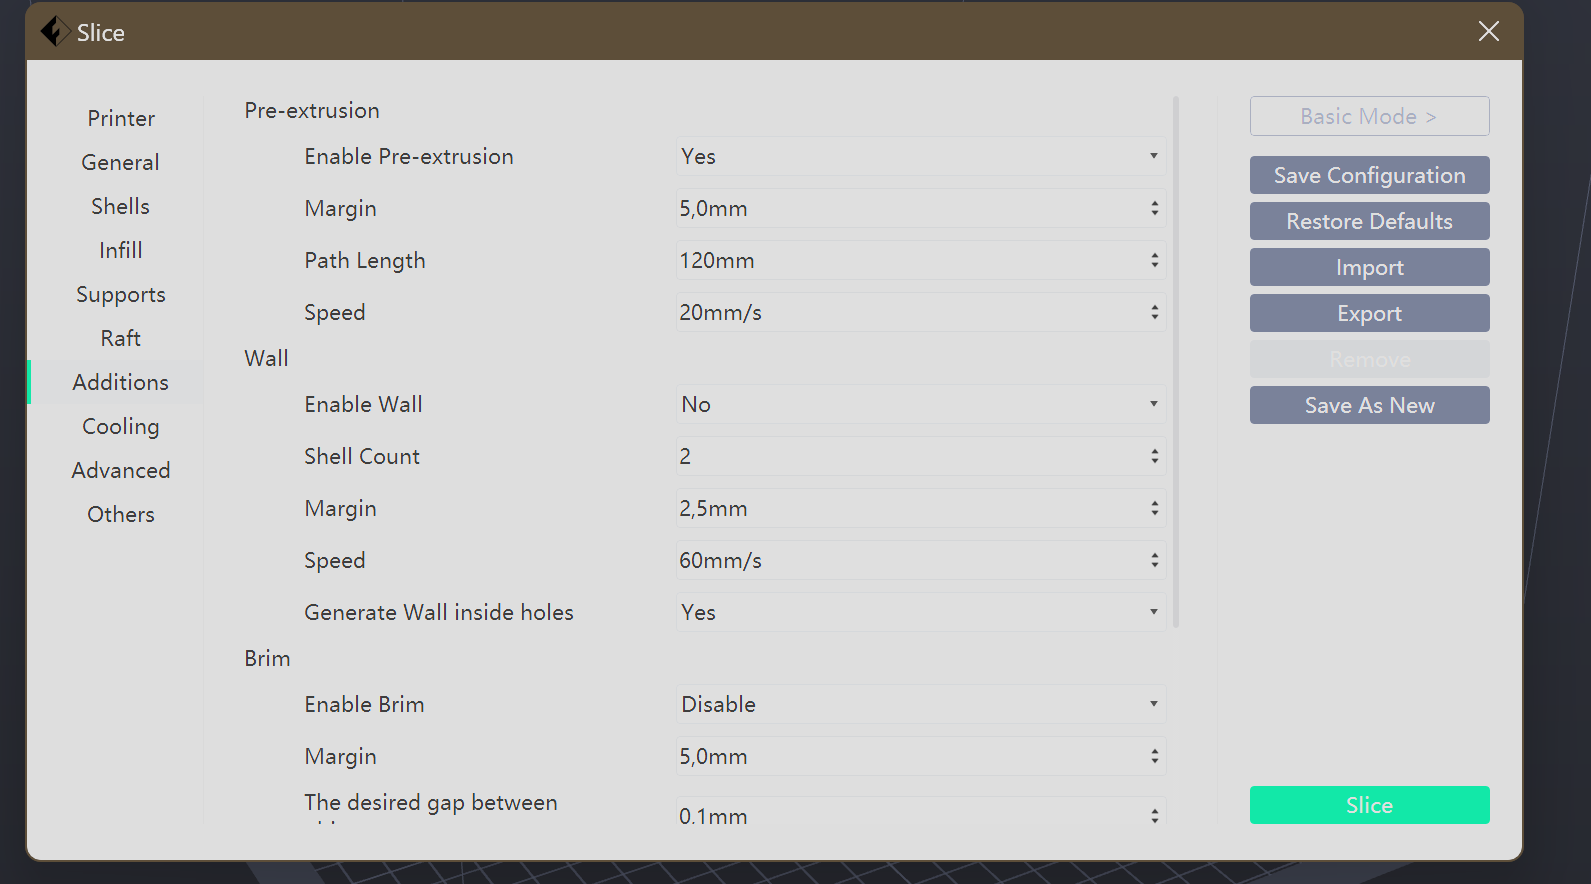 Slice
Printer
General
Shells
Infill
Supports
Raft
Additions
Cooling
Advanced
Others
Pre-extrusion
Enable Pre-extrusion Yes
Margin 5,0mm
Path Length 120mm
Speed 20mm/s
Wall
Enable Wall No
Shell Count 2
Margin 2,5mm
Speed 60mm/s
Generate Wall inside holes Yes
Brim
Enable Brim Disable
Margin 5,0mm
The desired gap between 0,1mm
Basic Mode >
Save Configuration
Restore Defaults
Import
Export
Remove
Save As New
Slice